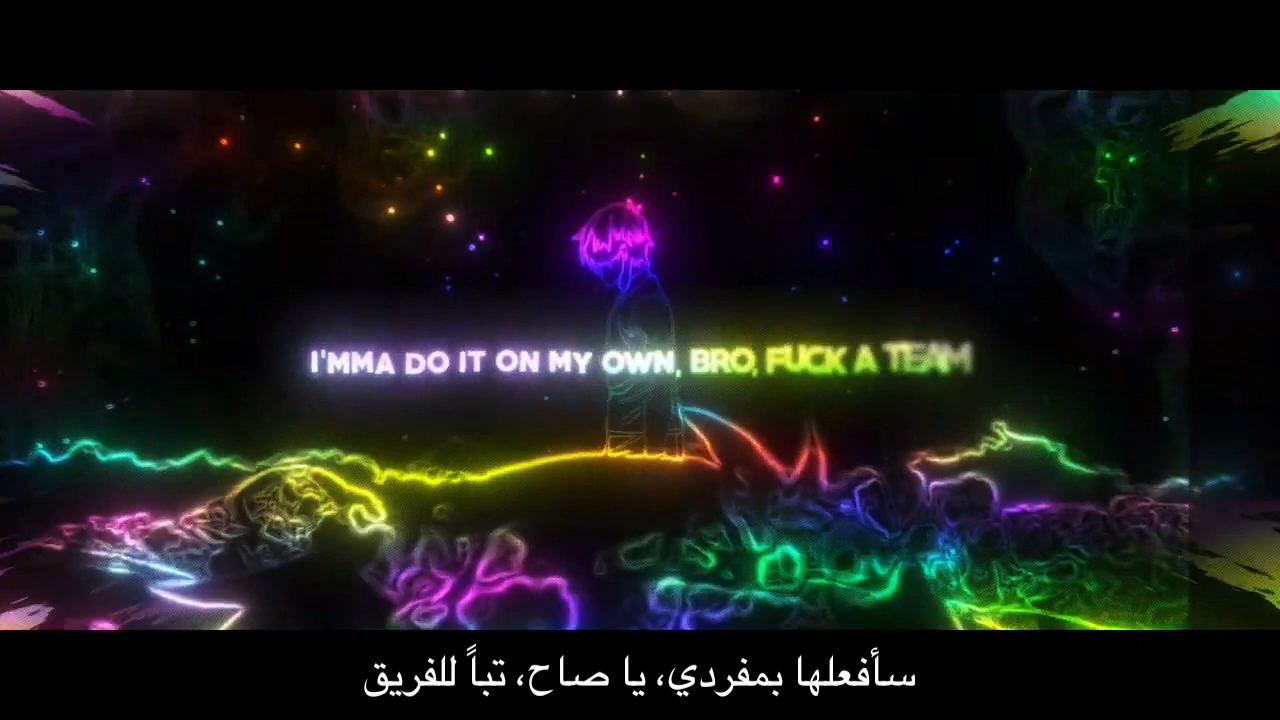 I'MMA DO IT ON MY OWN, BRO, FUCK A TEAM
سأفعلها بمفردي، يا صاح، تباً للفريق